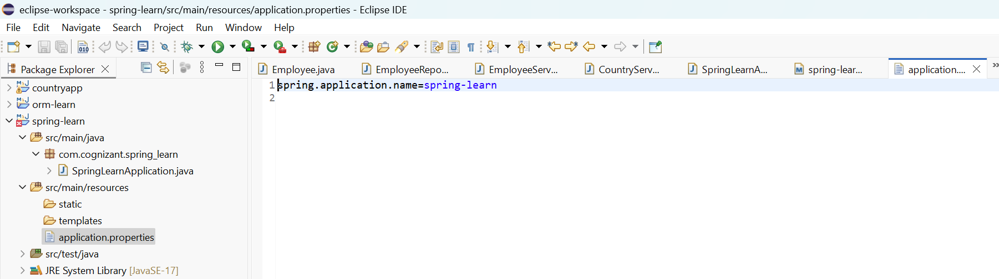 eclipse-workspace - spring-learn/src/main/resources/application.properties - Eclipse IDE
File Edit Navigate Search Project Run Window Help
010
Package Explorer
Employee.java EmployeeRepo... EmployeeServ... CountryServ... SpringLearnA... spring-lear... application....
countryapp
orm-learn
spring-learn
src/main/java
com.cognizant.spring_learn
SpringLearnApplication.java
src/main/resources
static
templates
application.properties
src/test/java
JRE System Library [JavaSE-17]
1 spring.application.name=spring-learn
2